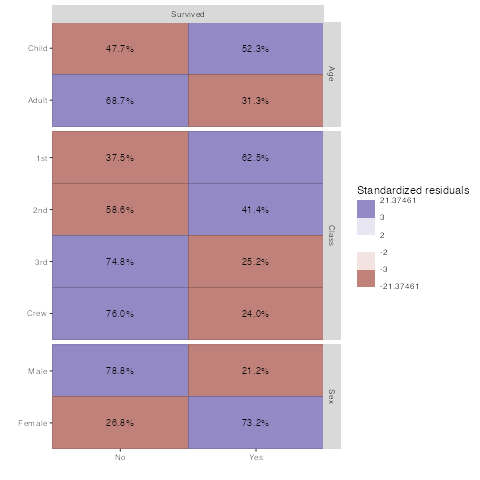 Survived
Child 47.7% 52.3%
Adult 68.7% 31.3%
Age
1st 37.5% 62.5%
2nd 58.6% 41.4%
3rd 74.8% 25.2%
Crew 76.0% 24.0%
Class
Male 78.8% 21.2%
Female 26.8% 73.2%
Sex
No Yes
Standardized residuals
21.37461
3
2
-2
-3
-21.37461